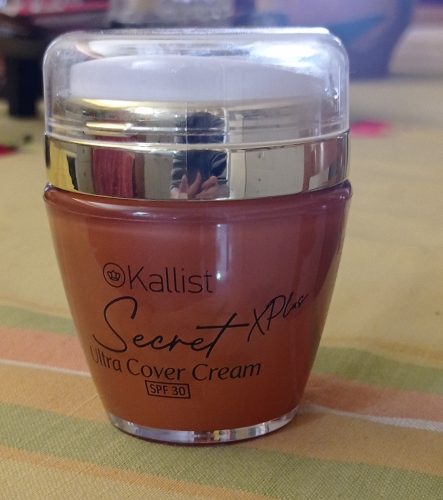 Kallist
Secret XPlus
Ultra Cover Cream
SPF 30